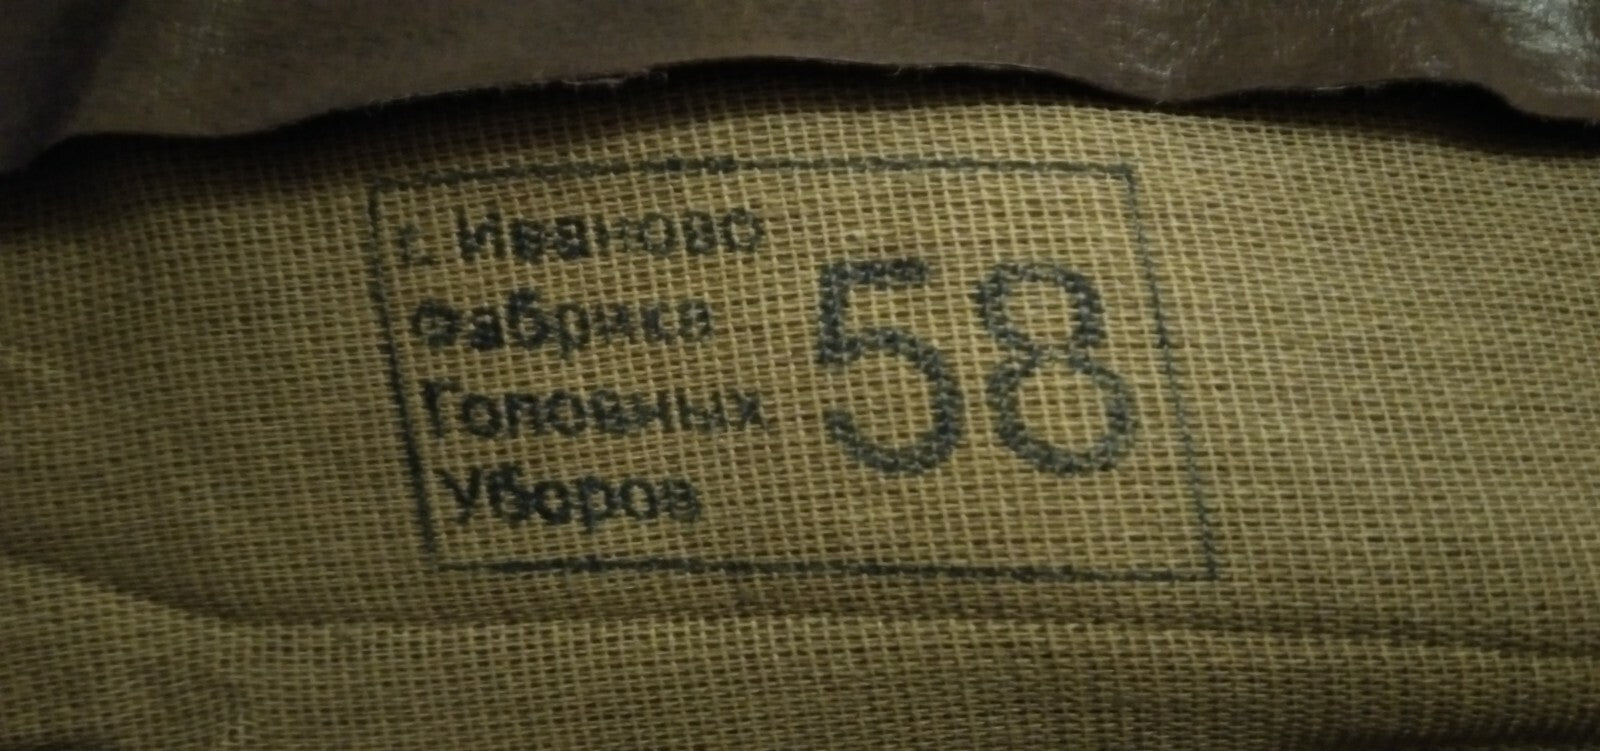 г. Иваново
Фабрика
Головных
Уборов
58